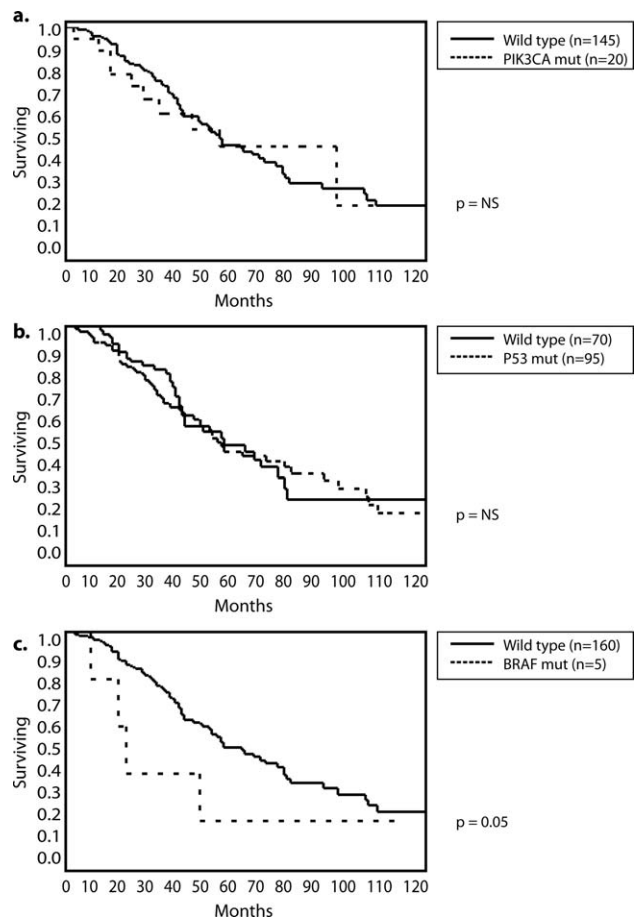 a.
Wild type (n=145)
PIK3CA mut (n=20)
1.0
0.9
0.8
0.7
0.6
0.5
0.4
0.3
0.2
0.1
0.0
Surviving
p = NS
0 10 20 30 40 50 60 70 80 90 100 110 120
Months
b.
Wild type (n=70)
P53 mut (n=95)
1.0
0.9
0.8
0.7
0.6
0.5
0.4
0.3
0.2
0.1
0.0
Surviving
p = NS
0 10 20 30 40 50 60 70 80 90 100 110 120
Months
c.
Wild type (n=160)
BRAF mut (n=5)
1.0
0.9
0.8
0.7
0.6
0.5
0.4
0.3
0.2
0.1
0.0
Surviving
p = 0.05
0 10 20 30 40 50 60 70 80 90 100 110 120
Months